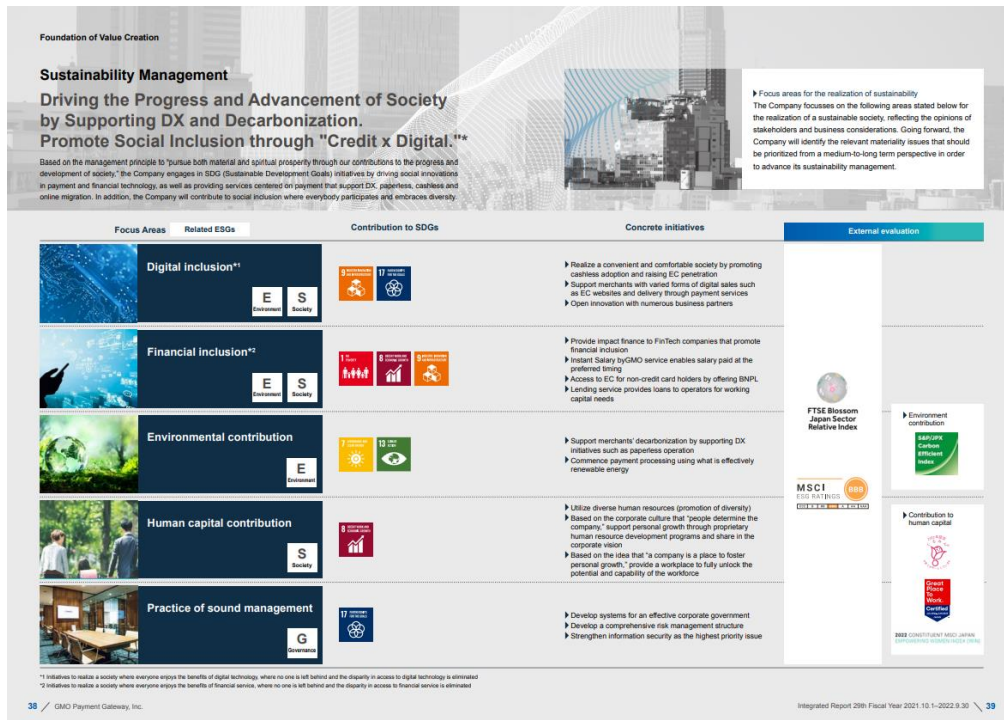 Foundation of Value Creation
Sustainability Management
Driving the Progress and Advancement of Society
by Supporting DX and Decarbonization.
Promote Social Inclusion through "Credit x Digital."*
Based on the management principle to "pursue both material and spiritual prosperity through our contributions to the progress and
development of society," the Company engages in SDG (Sustainable Development Goals) initiatives by driving social innovations
in payment and financial technology, as well as providing services centered on payment that support DX, paperless, cashless and
online migration. In addition, the Company will contribute to social inclusion where everybody participates and embraces diversity.
Focus areas for the realization of sustainability
The Company focusses on the following areas stated below for
the realization of a sustainable society, reflecting the opinions of
stakeholders and business considerations. Going forward, the
Company will identify the relevant materiality issues that should
be prioritized from a medium-to-long term perspective in order
to advance its sustainability management.
Focus Areas Related ESGs Contribution to SDGs Concrete initiatives External evaluation
Digital inclusion*1
E S
Environment Society
9 17
Realize a convenient and comfortable society by promoting
cashless adoption and raising EC penetration
Support merchants with varied forms of digital sales such
as EC websites and delivery through payment services
Open innovation with numerous business partners
Financial inclusion*2
E S
Environment Society
1 8 9
Provide impact finance to FinTech companies that promote
financial inclusion
Instant Salary byGMO service enables salary paid at the
preferred timing
Access to EC for non-credit card holders by offering BNPL
Lending service provides loans to operators for working
capital needs
Environmental contribution
E
Environment
7 13
Support merchants' decarbonization by supporting DX
initiatives such as paperless operation
Commence payment processing using what is effectively
renewable energy
Human capital contribution
S
Society
8
Utilize diverse human resources (promotion of diversity)
Based on the corporate culture that "people determine the
company," support personal growth through proprietary
human resource development programs and share in the
corporate vision
Based on the idea that "a company is a place to foster
personal growth," provide a workplace to fully unlock the
potential and capability of the workforce
Practice of sound management
G
Governance
17
Develop systems for an effective corporate government
Develop a comprehensive risk management structure
Strengthen information security as the highest priority issue
FTSE Blossom
Japan Sector
Relative Index
MSCI
ESG RATINGS
BBB
Environment
contribution
S&P/JPX
Carbon
Efficient
Index
Contribution to
human capital
Great
Place
To
Work.
Certified
2022 CONSTITUENT MSCI JAPAN
EMPOWERING WOMEN INDEX (WIN)
*1 Initiatives to realize a society where everyone enjoys the benefits of digital technology, where no one is left behind and the disparity in access to digital technology is eliminated
*2 Initiatives to realize a society where everyone enjoys the benefits of financial service, where no one is left behind and the disparity in access to financial service is eliminated
38 / GMO Payment Gateway, Inc.
Integrated Report 29th Fiscal Year 2021.10.1–2022.9.30 \ 39